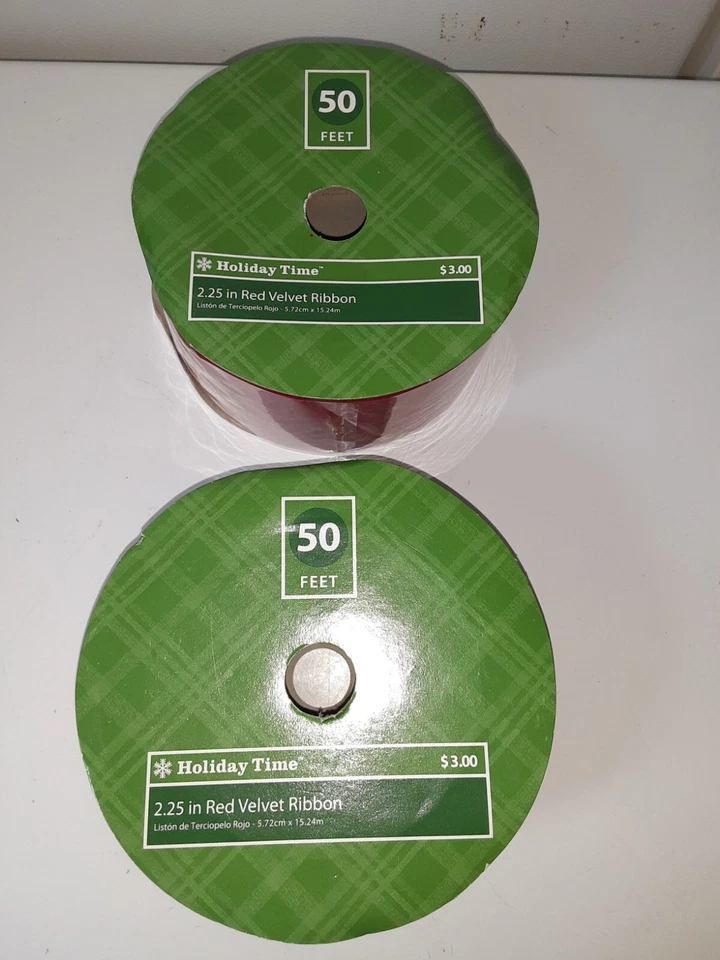 50
FEET
Holiday Time™ $3.00
2.25 in Red Velvet Ribbon
Listón de Terciopelo Rojo - 5.72cm x 15.24m
50
FEET
Holiday Time™ $3.00
2.25 in Red Velvet Ribbon
Listón de Terciopelo Rojo - 5.72cm x 15.24m